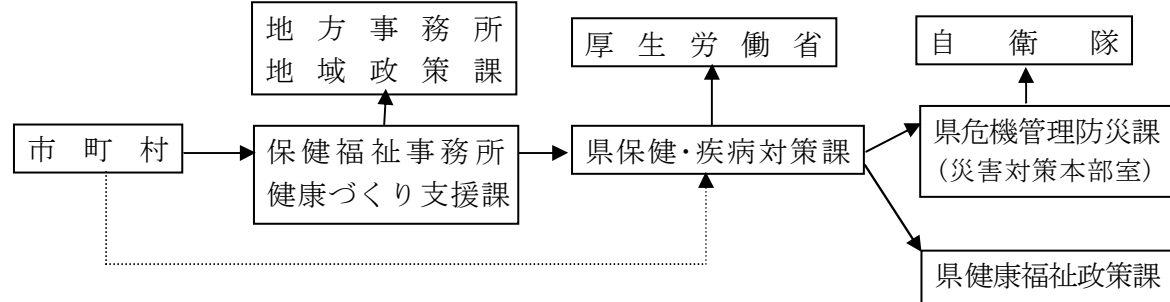 地方事務所
地域政策課
厚生労働省
自衛隊
市町村
保健福祉事務所
健康づくり支援課
県保健・疾病対策課
県危機管理防災課
（災害対策本部室）
県健康福祉政策課